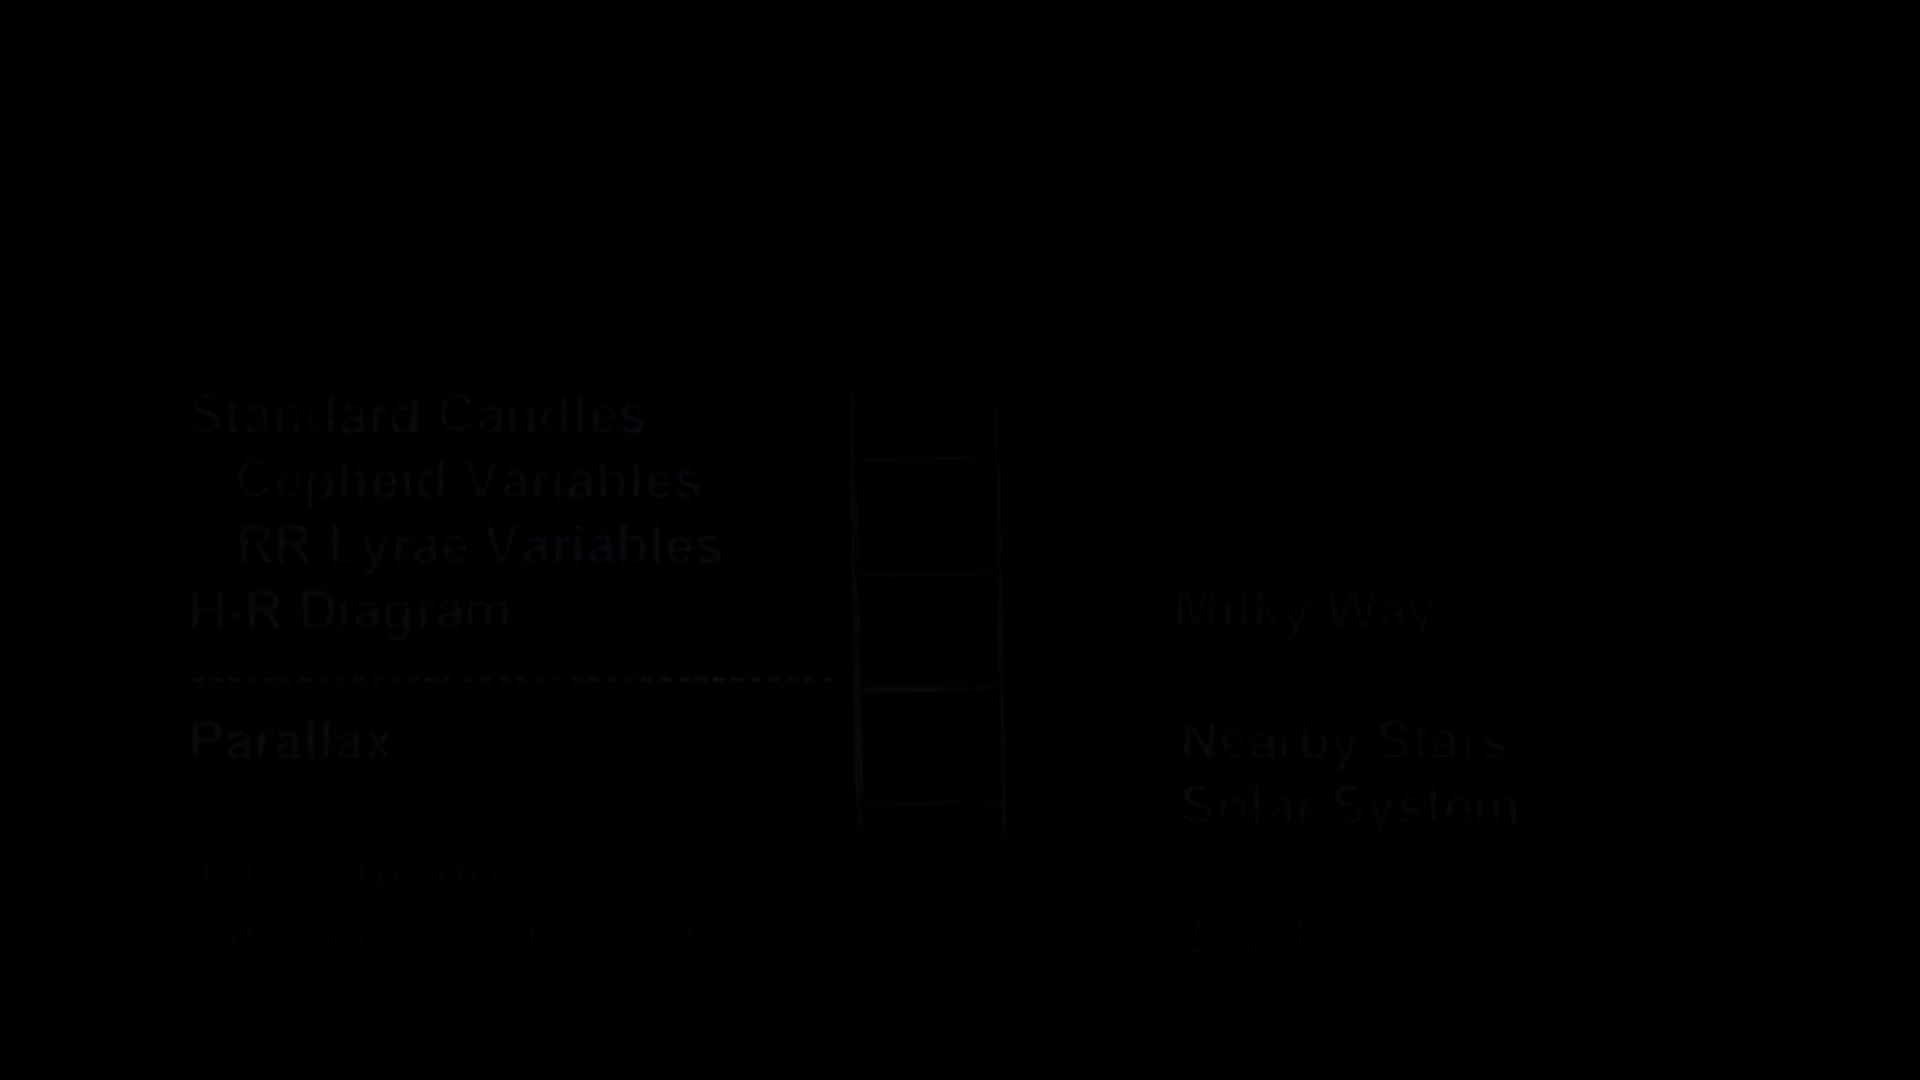 Standard Candles
Cepheid Variables
RR Lyrae Variables
H-R Diagram
Milky Way
Parallax
Nearby Stars
Solar System